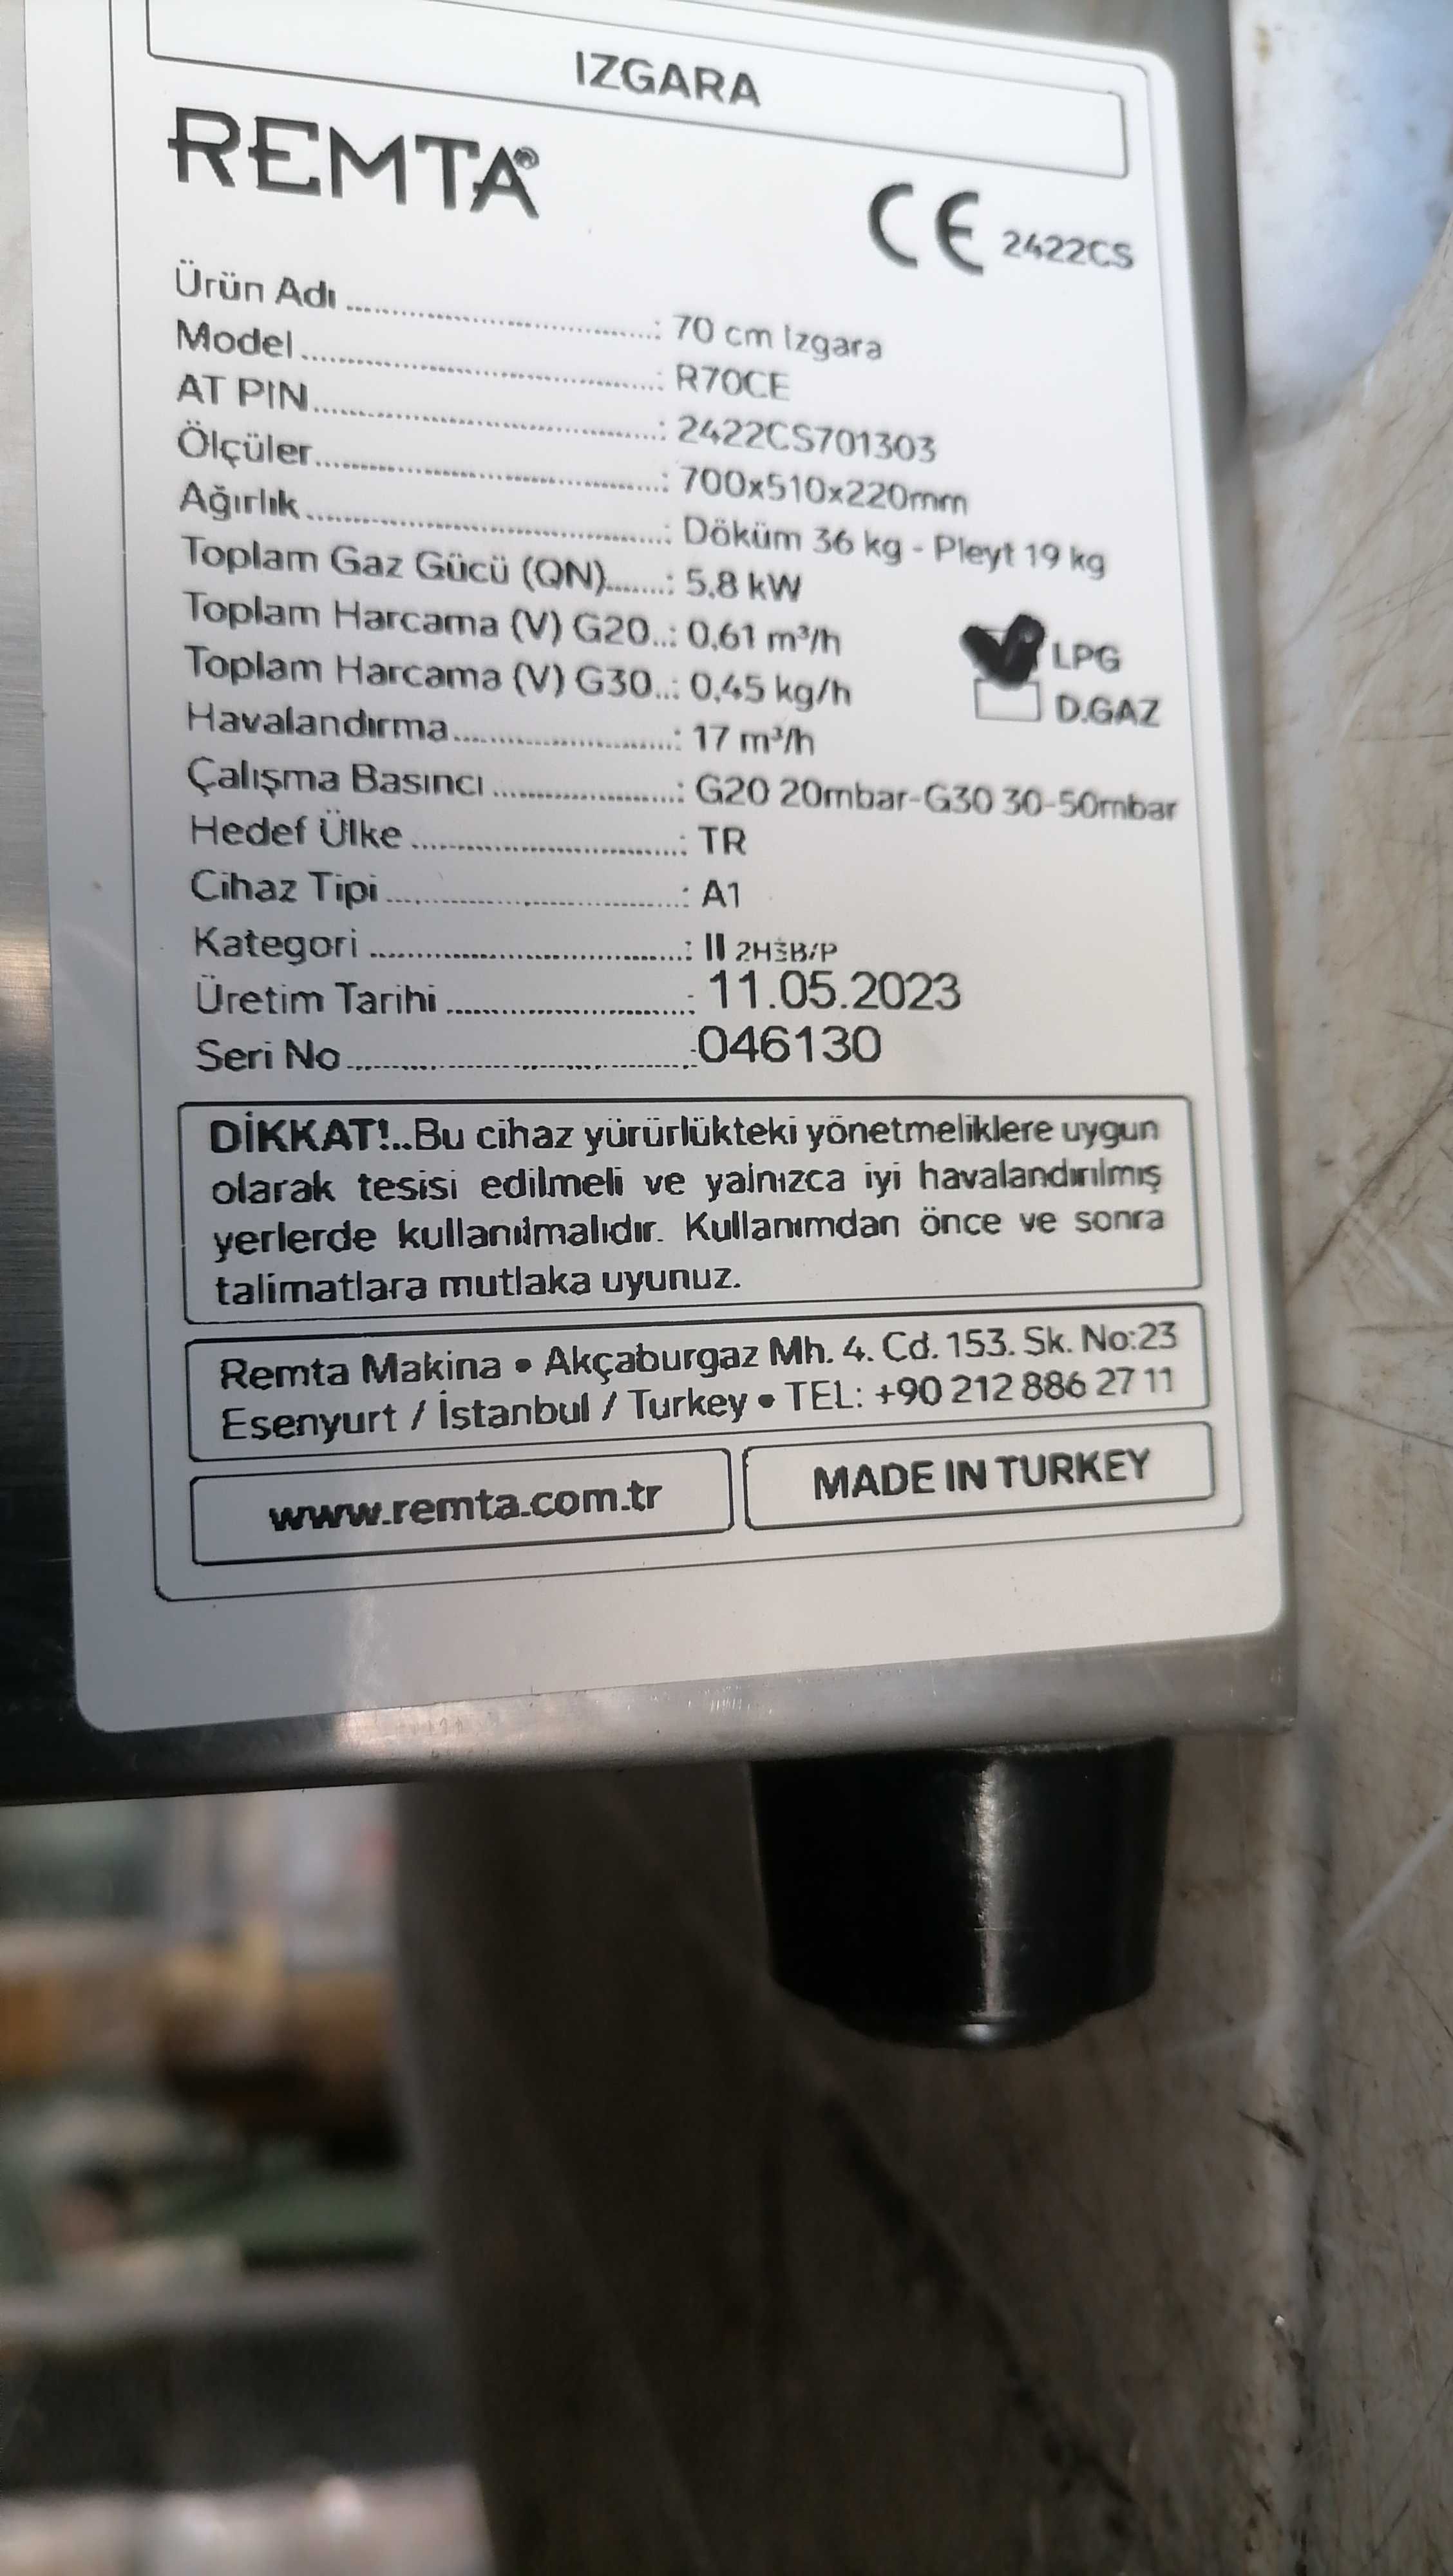 IZGARA
REMTA®
CE 2422CS
Ürün Adı ........ : 70 cm Izgara
Model ........ : R70CE
AT PIN ........ : 2422CS701303
Ölçüler ........ : 700x510x220mm
Ağırlık ........ : Döküm 36 kg - Pleyt 19 kg
Toplam Gaz Gücü (QN).......: 5.8 kW
Toplam Harcama (V) G20..: 0,61 m³/h
LPG
Toplam Harcama (V) G30..: 0,45 kg/h
D.GAZ
Havalandırma ........ : 17 m³/h
Çalışma Basıncı ........ : G20 20mbar-G30 30-50mbar
Hedef Ülke ........ : TR
Cihaz Tipi ........ : A1
Kategori ........ : II 2H3B/P
Üretim Tarihi ........ : 11.05.2023
Seri No ........ : 046130
DİKKAT!..Bu cihaz yürürlükteki yönetmeliklere uygun
olarak tesisi edilmeli ve yalnızca iyi havalandırılmış
yerlerde kullanılmalıdır. Kullanımdan önce ve sonra
talimatlara mutlaka uyunuz.
Remta Makina • Akçaburgaz Mh. 4. Cd. 153. Sk. No:23
Esenyurt / İstanbul / Turkey • TEL: +90 212 886 27 11
www.remta.com.tr
MADE IN TURKEY